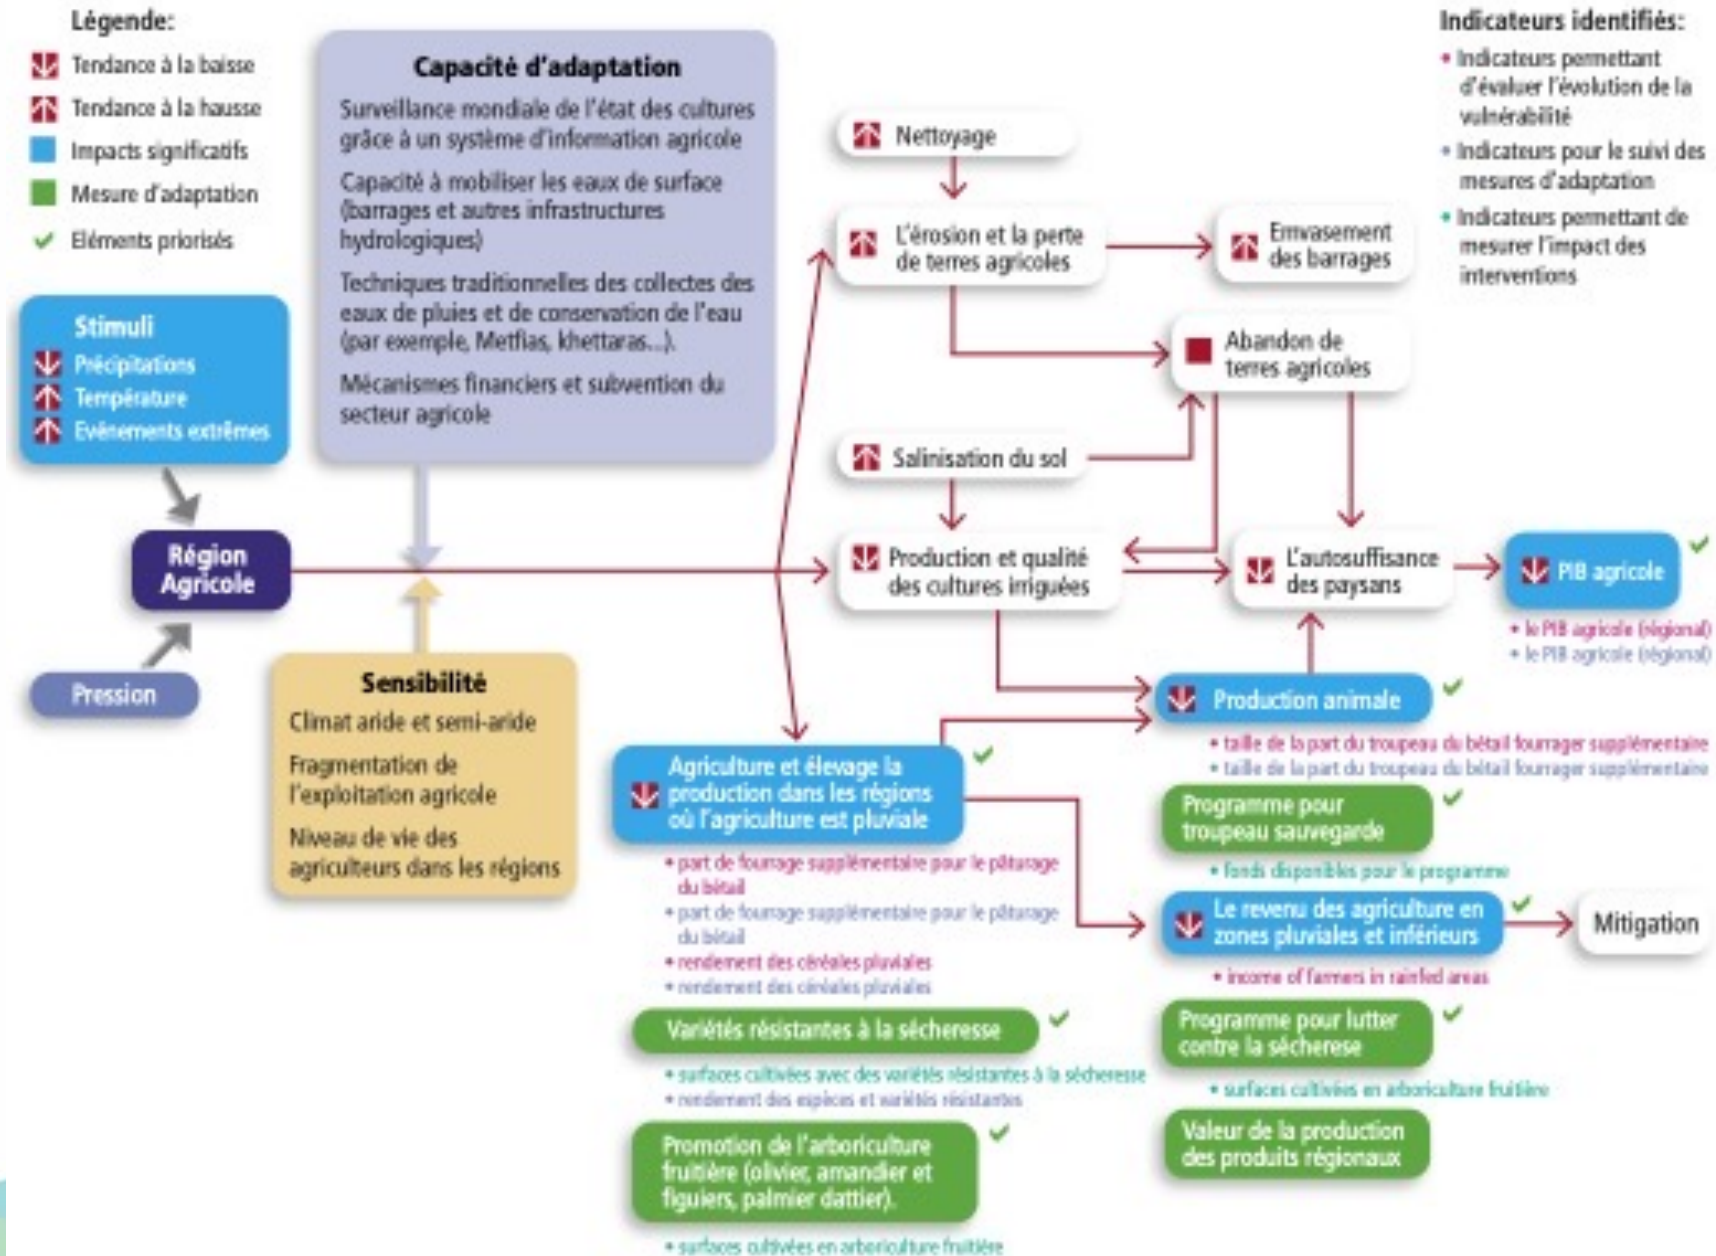 Légende:
Tendance à la baisse
Tendance à la hausse
Impacts significatifs
Mesure d'adaptation
Eléments priorisés
Stimuli
Précipitations
Température
Evénements extrêmes
Région
Agricole
Pression
Capacité d'adaptation
Surveillance mondiale de l'état des cultures
grâce à un système d'information agricole
Capacité à mobiliser les eaux de surface
(barrages et autres infrastructures
hydrologiques)
Techniques traditionnelles des collectes des
eaux de pluies et de conservation de l'eau
(par exemple, Metfias, khettaras...).
Mécanismes financiers et subvention du
secteur agricole
Sensibilité
Climat aride et semi-aride
Fragmentation de
l'exploitation agricole
Niveau de vie des
agriculteurs dans les régions
Nettoyage
L'érosion et la perte
de terres agricoles
Emvasement
des barrages
Abandon de
terres agricoles
Salinisation du sol
Production et qualité
des cultures irriguées
L'autosuffisance
des paysans
PIB agricole
• le PIB agricole (régional)
• le PIB agricole (régional)
Production animale
• taille de la part du troupeau du bétail fourrager supplémentaire
• taille de la part du troupeau du bétail fourrager supplémentaire
Programme pour
troupeau sauvegarde
• fonds disponibles pour le programme
Le revenu des agriculture en
zones pluviales et inférieurs
Mitigation
• income of farmers in rainfed areas
Programme pour lutter
contre la sécherese
• surfaces cultivées en arboriculture fruitière
Valeur de la production
des produits régionaux
Agriculture et élevage la
production dans les régions
où l'agriculture est pluviale
• part de fourrage supplémentaire pour le pâturage
du bétail
• part de fourrage supplémentaire pour le pâturage
du bétail
• rendement des céréales pluviales
• rendement des céréales pluviales
Variétés résistantes à la sécheresse
• surfaces cultivées avec des variétés résistantes à la sécheresse
• rendement des espèces et variétés résistantes
Promotion de l'arboriculture
fruitière (olivier, amandier et
figuiers, palmier dattier).
• surfaces cultivées en arboriculture fruitière
Indicateurs identifiés:
• Indicateurs permettant
d'évaluer l'évolution de la
vulnérabilité
• Indicateurs pour le suivi des
mesures d'adaptation
• Indicateurs permettant de
mesurer l'impact des
interventions